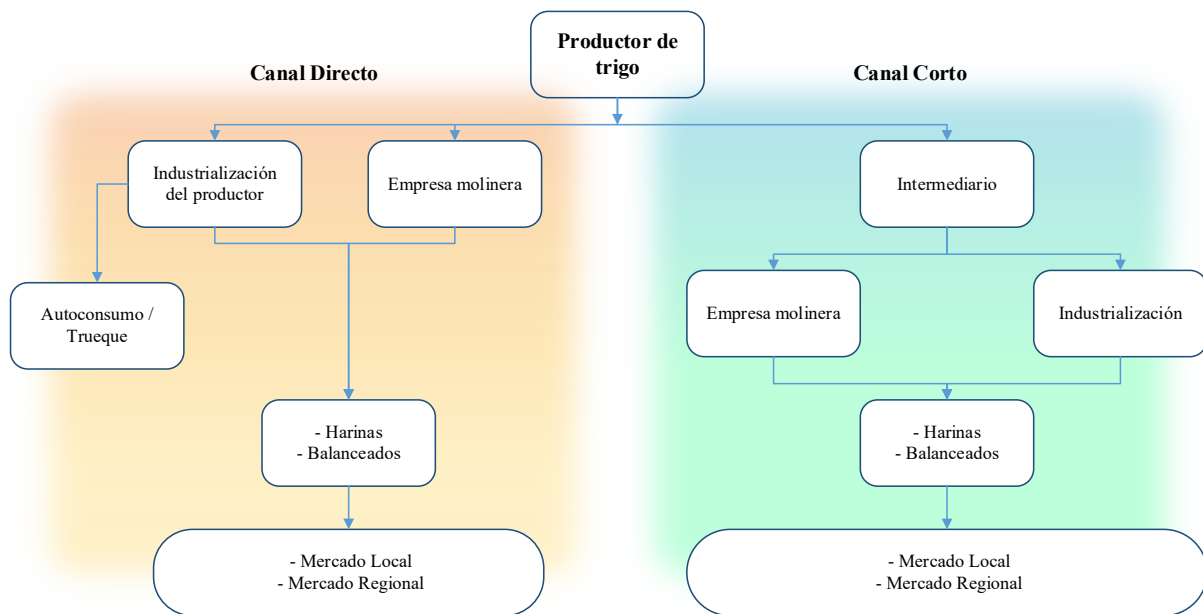 Productor de
trigo
Canal Directo
Canal Corto
Industrialización
del productor
Empresa molinera
Intermediario
Autoconsumo /
Trueque
Empresa molinera
Industrialización
- Harinas
- Balanceados
- Harinas
- Balanceados
- Mercado Local
- Mercado Regional
- Mercado Local
- Mercado Regional